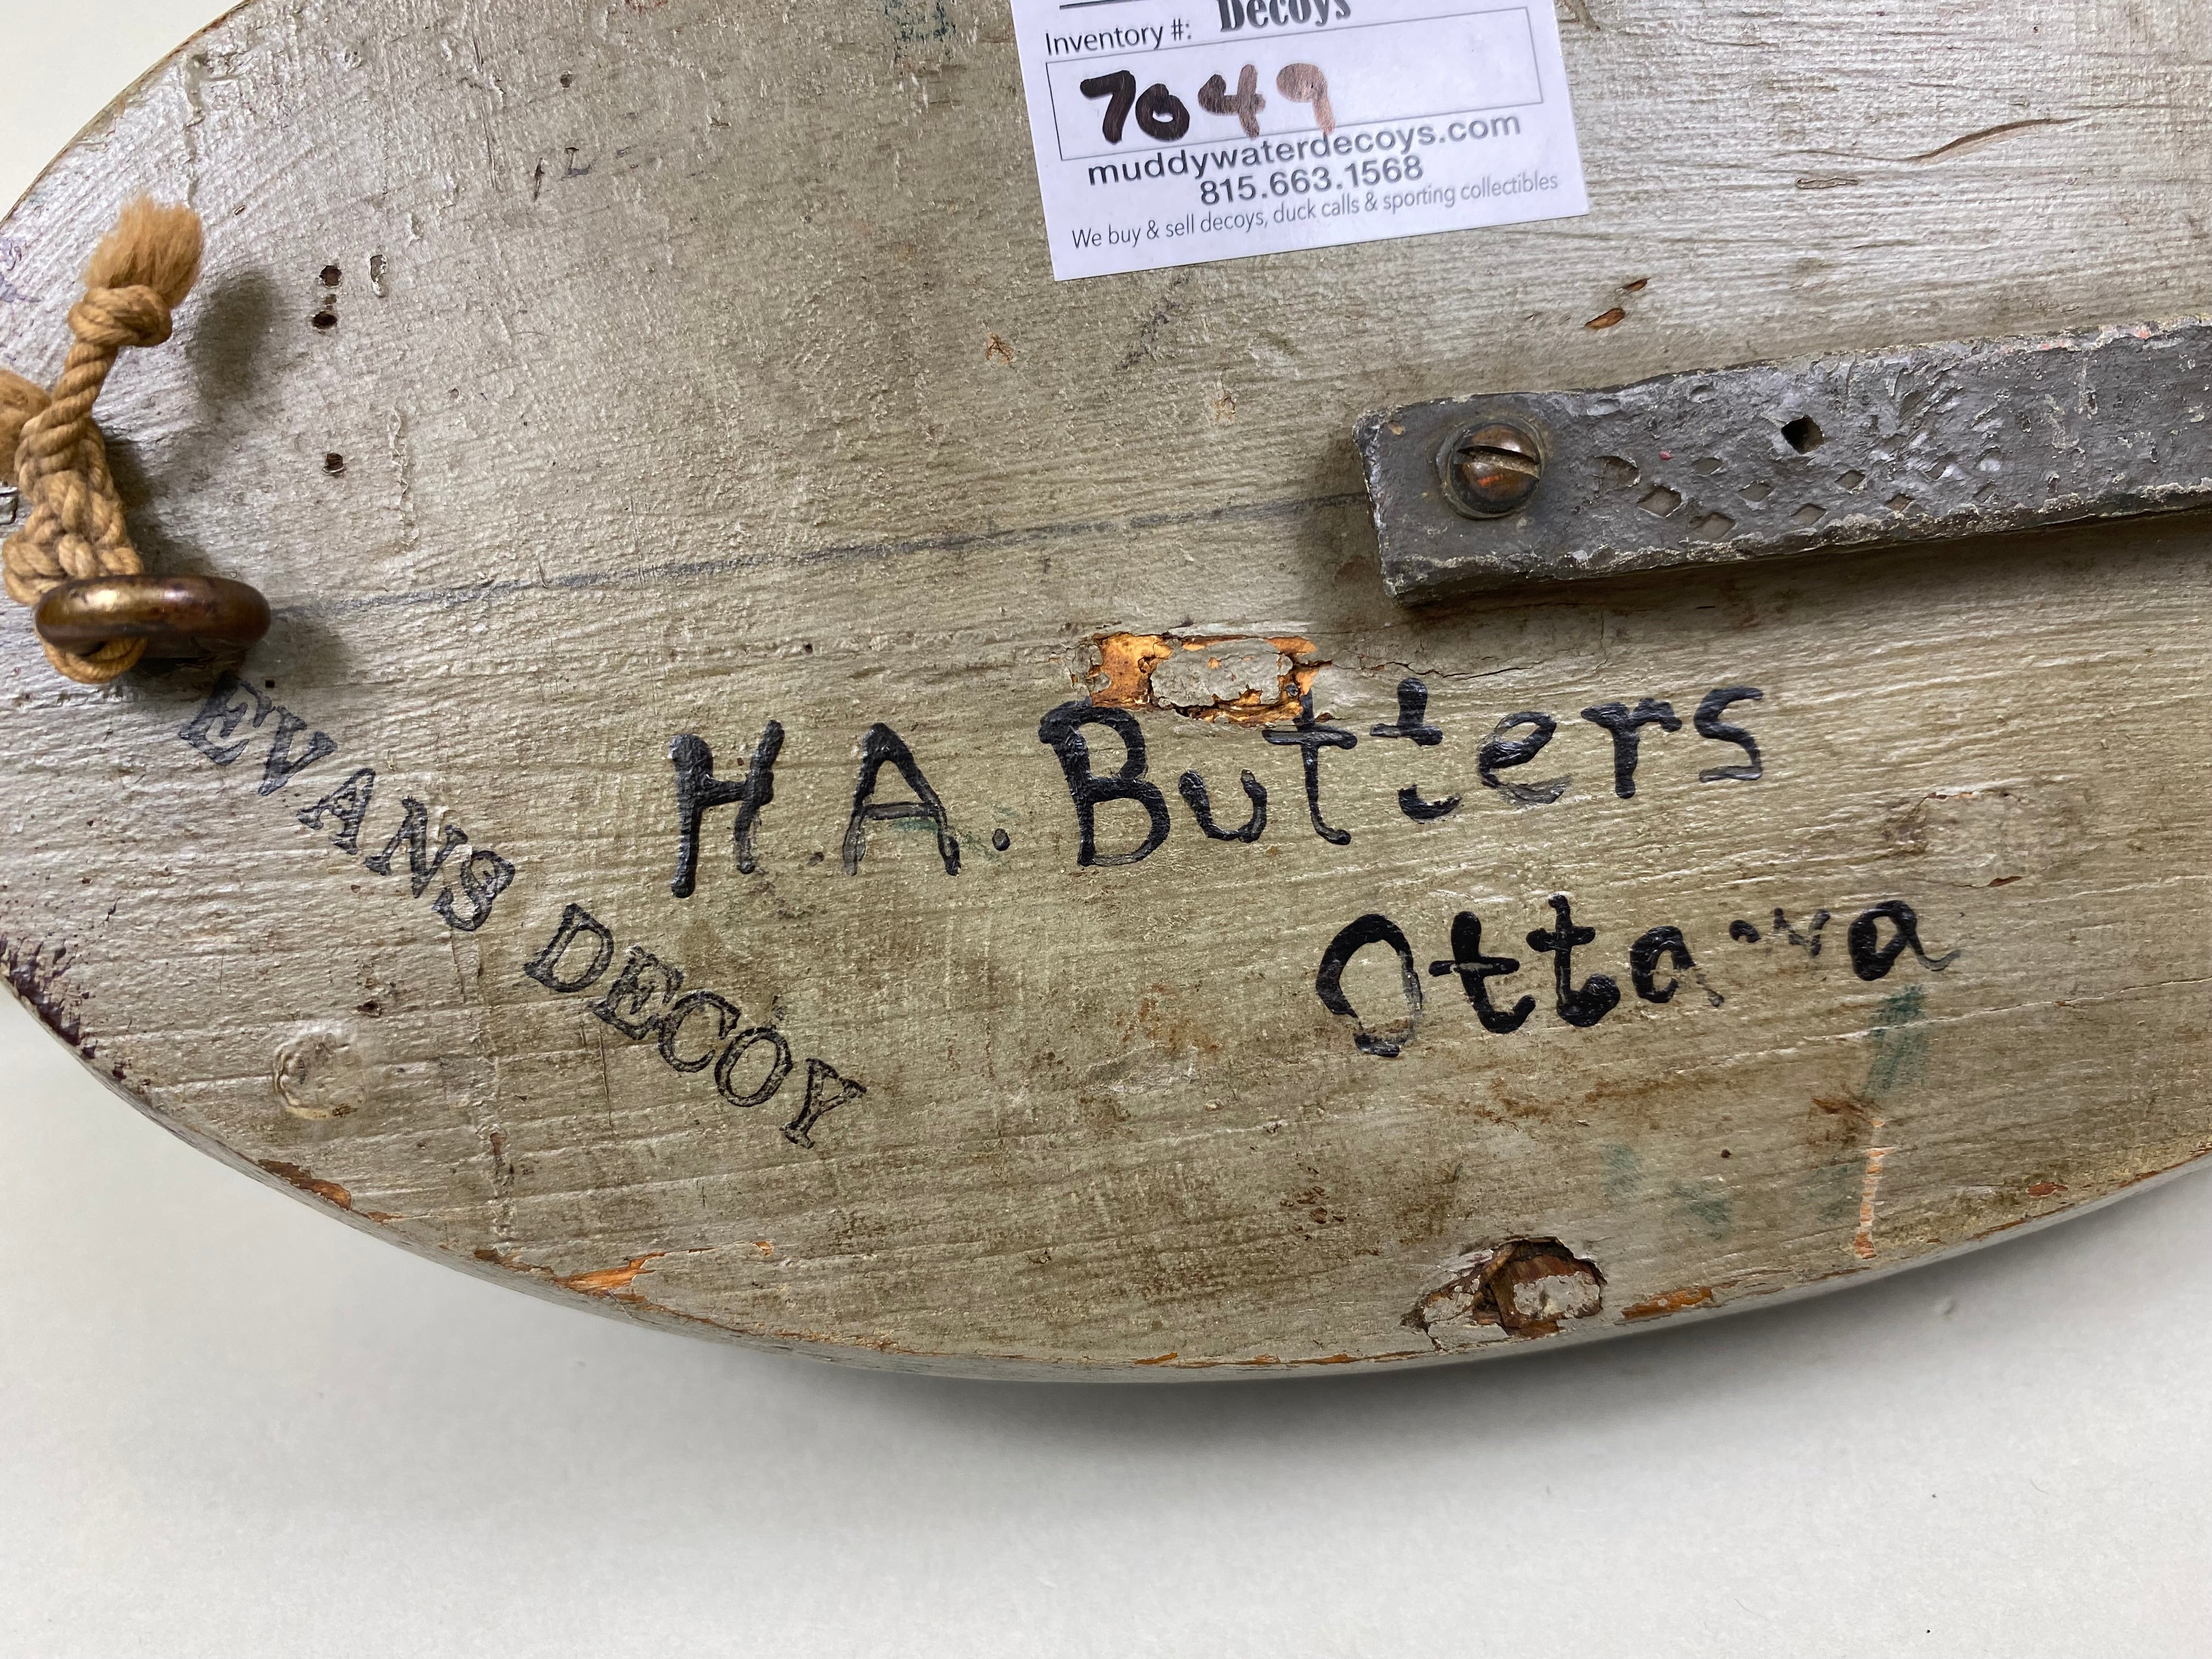 Decoys
Inventory #:
7049
muddywaterdecoys.com
815.663.1568
We buy & sell decoys, duck calls & sporting collectibles
EVANS DECOY
H.A. Butters
Ottawa